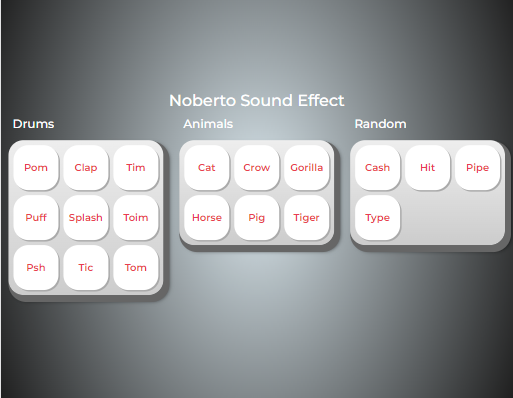 Noberto Sound Effect
Drums
Pom Clap Tim
Puff Splash Toim
Psh Tic Tom
Animals
Cat Crow Gorilla
Horse Pig Tiger
Random
Cash Hit Pipe
Type